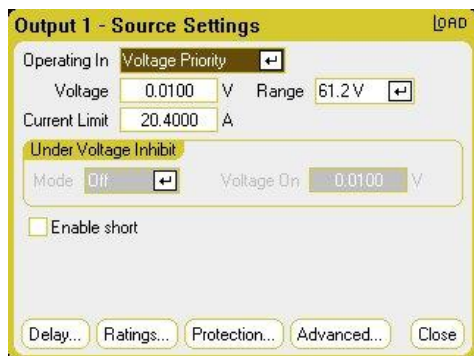 Output 1 - Source Settings LOAD
Operating In Voltage Priority
Voltage 0.0100 V Range 61.2 V
Current Limit 20.4000 A
Under Voltage Inhibit
Mode Off Voltage On 0.0100 V
Enable short
Delay... Ratings... Protection... Advanced... Close